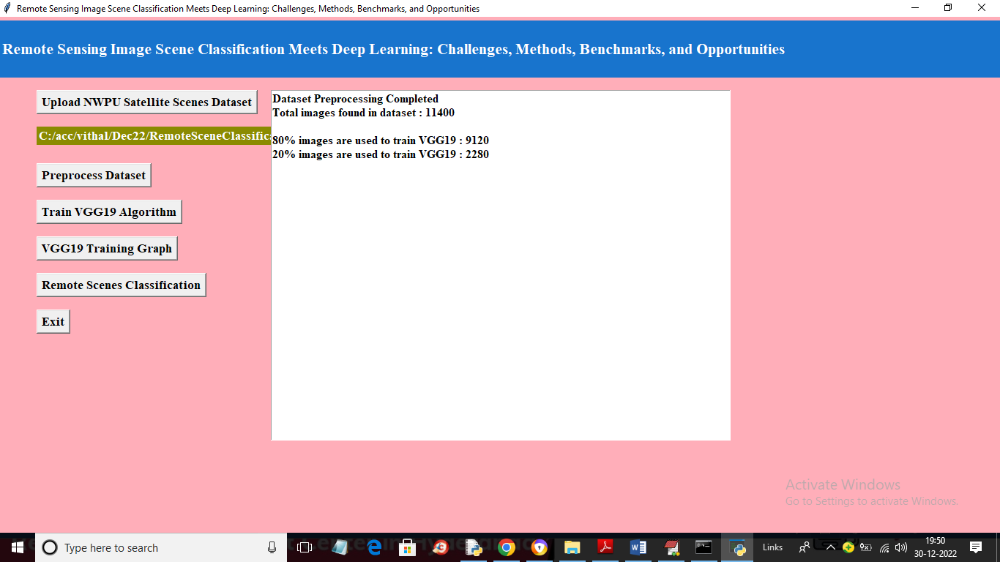 Remote Sensing Image Scene Classification Meets Deep Learning: Challenges, Methods, Benchmarks, and Opportunities
Remote Sensing Image Scene Classification Meets Deep Learning: Challenges, Methods, Benchmarks, and Opportunities
Upload NWPU Satellite Scenes Dataset
C:/acc/vithal/Dec22/RemoteSceneClassifica
Preprocess Dataset
Train VGG19 Algorithm
VGG19 Training Graph
Remote Scenes Classification
Exit
Dataset Preprocessing Completed
Total images found in dataset : 11400
80% images are used to train VGG19 : 9120
20% images are used to train VGG19 : 2280
Activate Windows
Go to Settings to activate Windows.
Type here to search
Links
19:50
30-12-2022